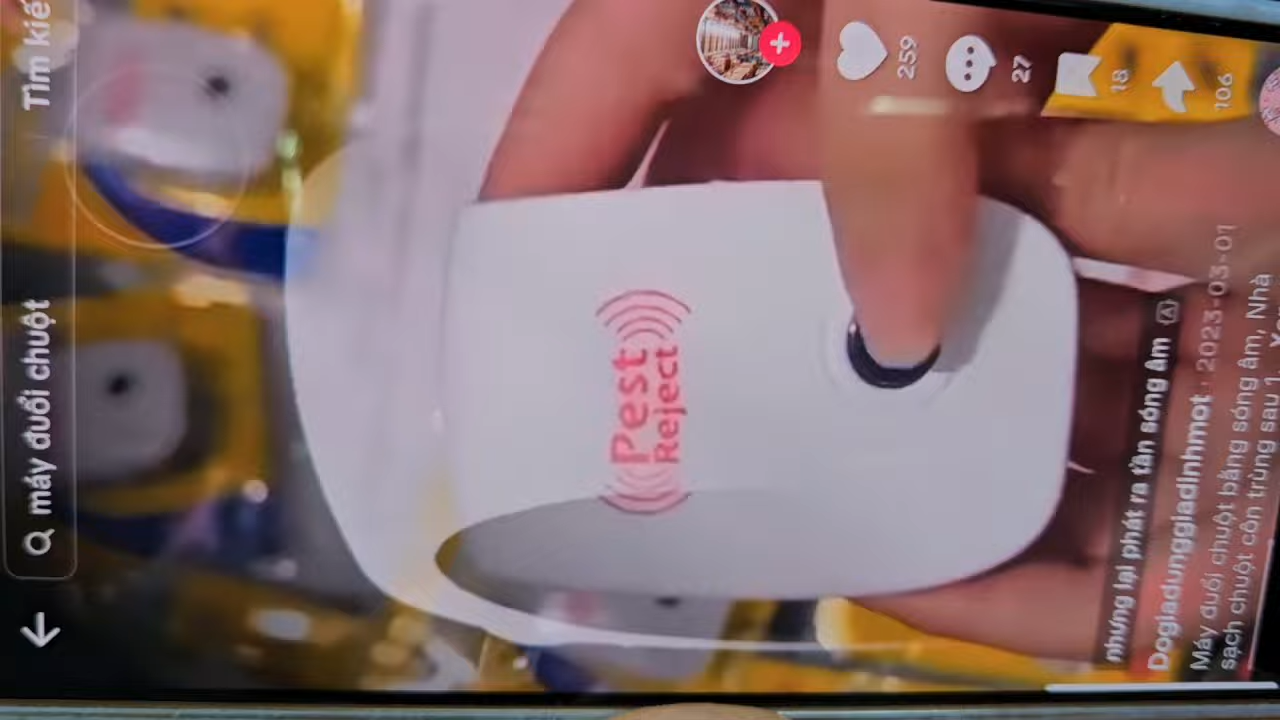 máy đuổi chuột
Tìm kiế
Pest
Reject
259
27
18
106
nhưng lại phát ra tần sóng âm
Dogiadunggiadinhmot · 2023-03-01
Máy đuổi chuột bằng sóng âm, Nhà
sạch chuột côn trùng sau 1